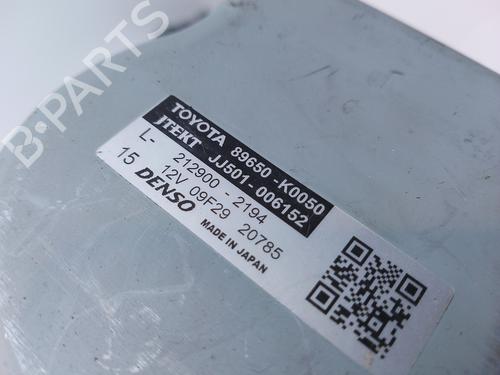 B-PARTS
TOYOTA 89650-K0050
JTEKT JJ501-006152
L- 212900-2194
15 12V 09F29 20785
DENSO MADE IN JAPAN